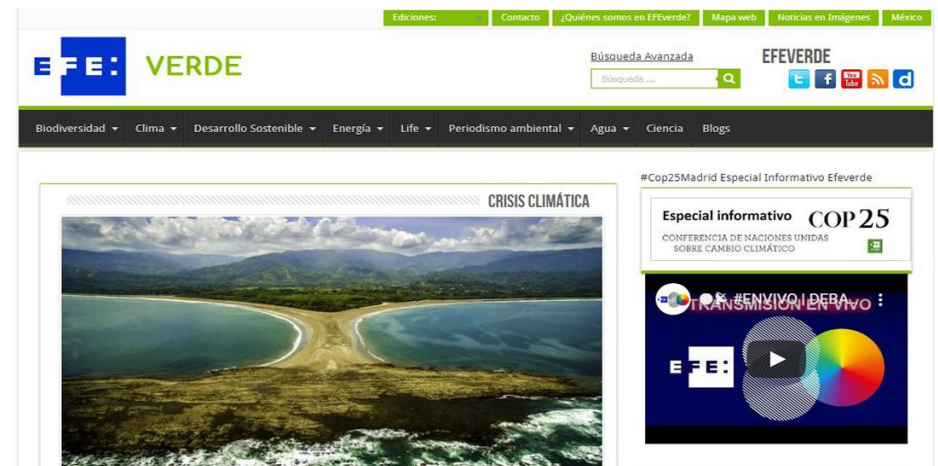 Ediciones: Contacto ¿Quiénes somos en EFEverde? Mapa web Noticias en Imágenes México
EFE: VERDE
Búsqueda Avanzada
Búsqueda ...
EFEVERDE
You Tube
Biodiversidad Clima Desarrollo Sostenible Energía Life Periodismo ambiental Agua Ciencia Blogs
#Cop25Madrid Especial Informativo Efeverde
CRISIS CLIMÁTICA
Especial informativo COP25
CONFERENCIA DE NACIONES UNIDAS
SOBRE CAMBIO CLIMÁTICO
#ENVIVO | DEBA...
TRANSMISIÓN EN VIVO
EFE: